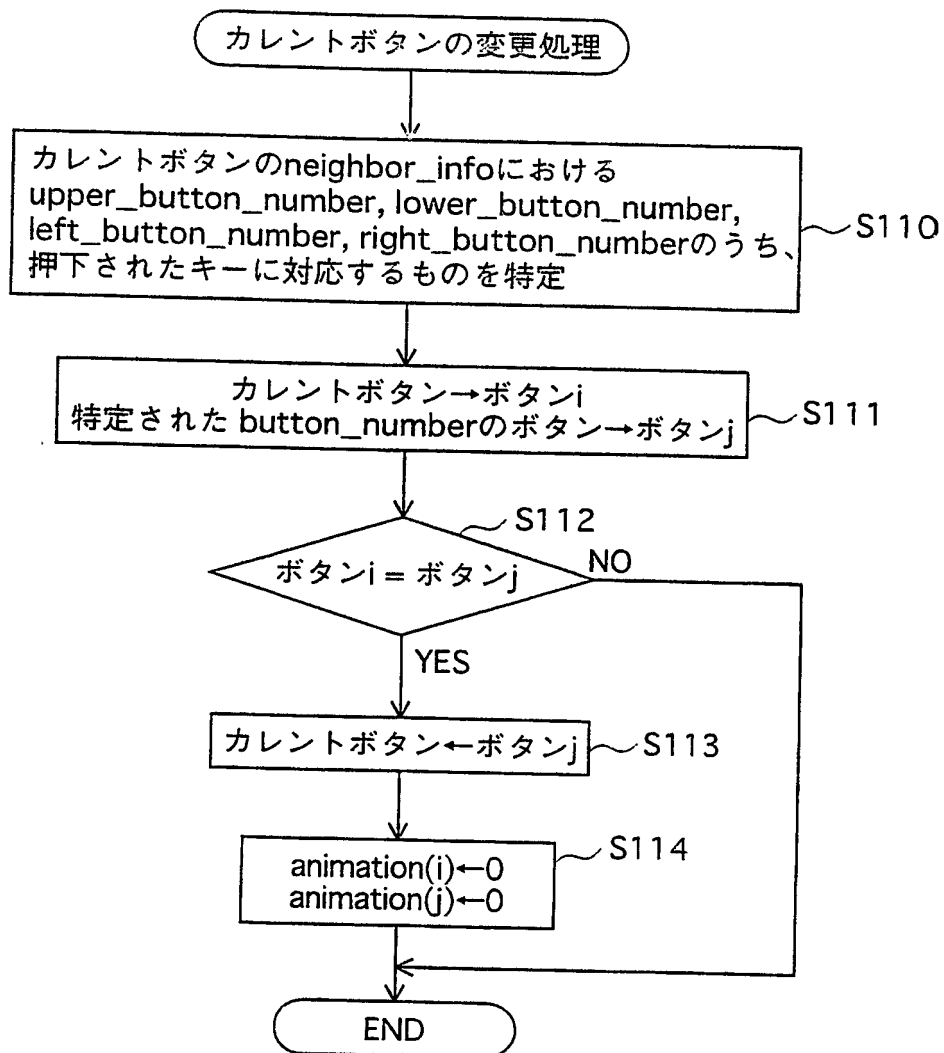 カレントボタンの変更処理
カレントボタンのneighbor_infoにおける
upper_button_number, lower_button_number,
left_button_number, right_button_numberのうち、
押下されたキーに対応するものを特定
S110
カレントボタン→ボタンi
特定された button_numberのボタン→ボタンj
S111
S112
ボタンi = ボタンj
NO
YES
カレントボタン←ボタンj
S113
animation(i)←0
animation(j)←0
S114
END